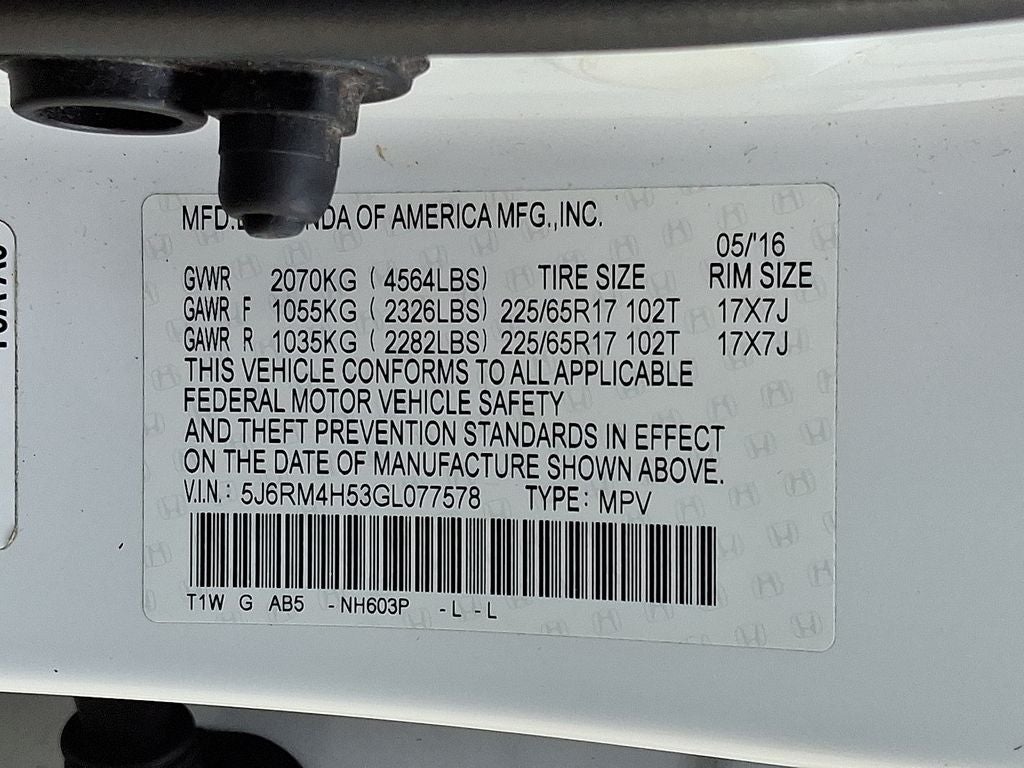 MFD. NDA OF AMERICA MFG.,INC.
05/'16
GVWR 2070KG ( 4564LBS) TIRE SIZE RIM SIZE
GAWR F 1055KG ( 2326LBS) 225/65R17 102T 17X7J
GAWR R 1035KG ( 2282LBS) 225/65R17 102T 17X7J
THIS VEHICLE CONFORMS TO ALL APPLICABLE
FEDERAL MOTOR VEHICLE SAFETY
AND THEFT PREVENTION STANDARDS IN EFFECT
ON THE DATE OF MANUFACTURE SHOWN ABOVE.
V.I.N.: 5J6RM4H53GL077578 TYPE: MPV
T1W G AB5 -NH603P -L -L